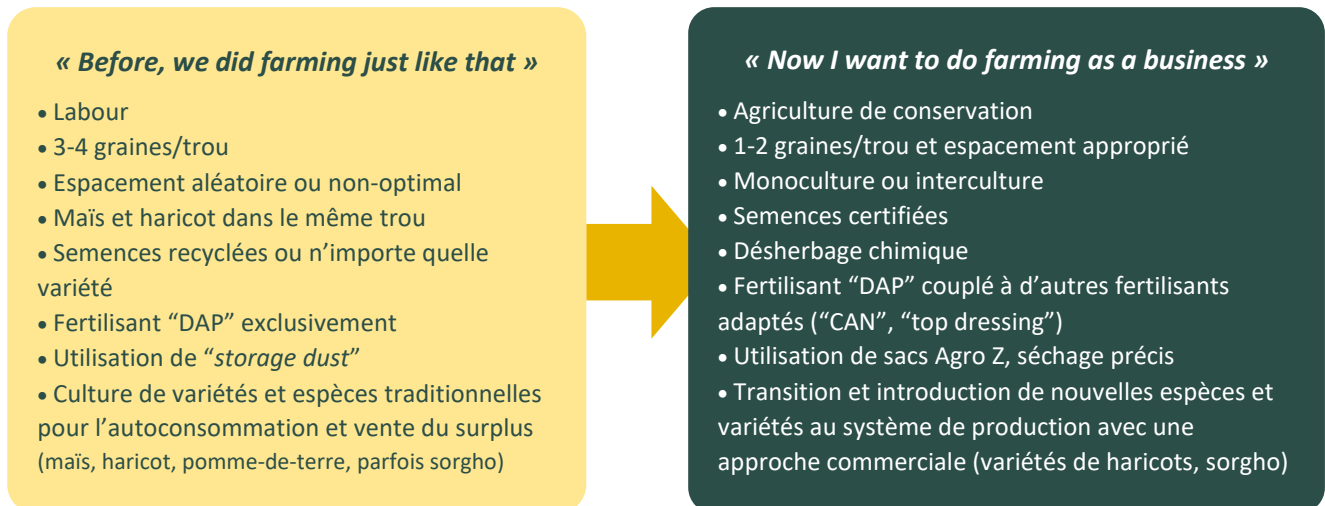 « Before, we did farming just like that »
• Labour
• 3-4 graines/trou
• Espacement aléatoire ou non-optimal
• Maïs et haricot dans le même trou
• Semences recyclées ou n’importe quelle
variété
• Fertilisant “DAP” exclusivement
• Utilisation de “storage dust”
• Culture de variétés et espèces traditionnelles
pour l’autoconsommation et vente du surplus
(maïs, haricot, pomme-de-terre, parfois sorgho)
« Now I want to do farming as a business »
• Agriculture de conservation
• 1-2 graines/trou et espacement approprié
• Monoculture ou interculture
• Semences certifiées
• Désherbage chimique
• Fertilisant “DAP” couplé à d’autres fertilisants
adaptés (“CAN”, “top dressing”)
• Utilisation de sacs Agro Z, séchage précis
• Transition et introduction de nouvelles espèces et
variétés au système de production avec une
approche commerciale (variétés de haricots, sorgho)